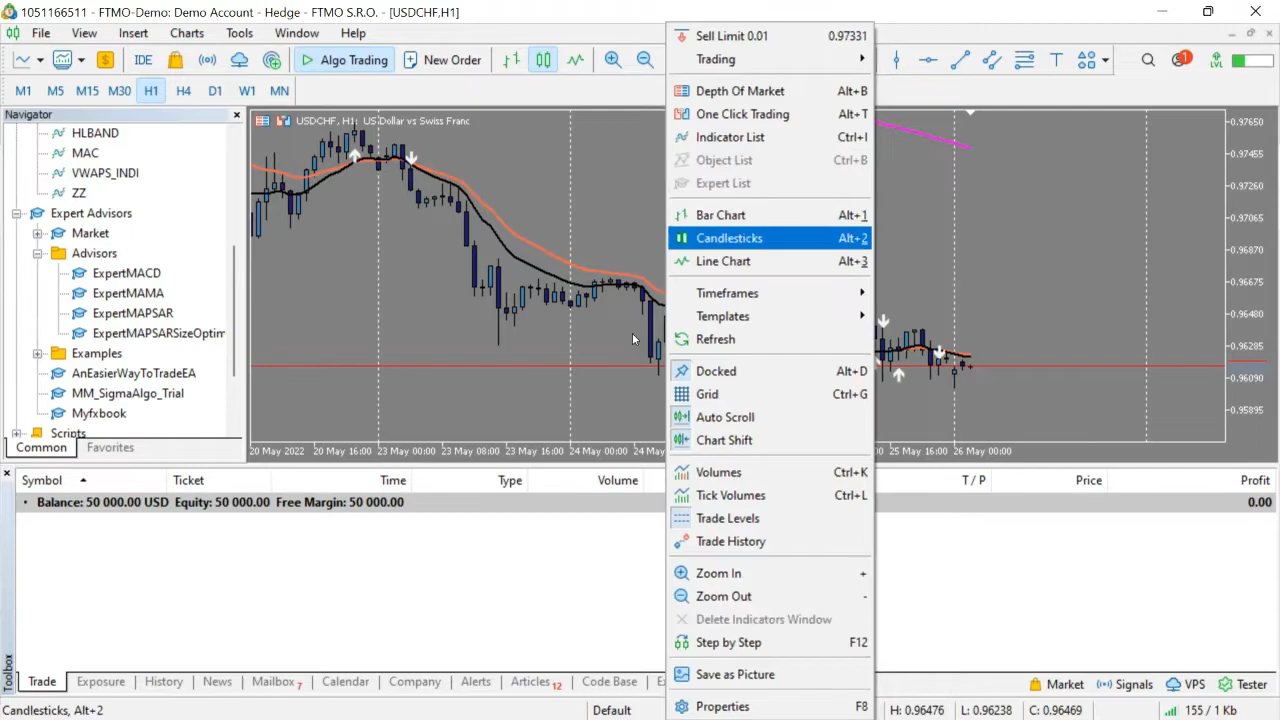 1051166511 - FTMO-Demo: Demo Account - Hedge - FTMO S.R.O. - [USDCHF,H1]
File View Insert Charts Tools Window Help
IDE Algo Trading New Order 1 LVL
M1 M5 M15 M30 H1 H4 D1 W1 MN
Navigator
HLBAND
MAC
VWAPS_INDI
ZZ
Expert Advisors
Market
Advisors
ExpertMACD
ExpertMAMA
ExpertMAPSAR
ExpertMAPSARSizeOptim
Examples
AnEasierWayToTradeEA
MM_SigmaAlgo_Trial
Myfxbook
Scripts
Common Favorites
USDCHF, H1: US Dollar vs Swiss Franc
Sell Limit 0.01 0.97331
Trading
Depth Of Market Alt+B
One Click Trading Alt+T
Indicator List Ctrl+I
Object List Ctrl+B
Expert List
Bar Chart Alt+1
Candlesticks Alt+2
Line Chart Alt+3
Timeframes
Templates
Refresh
Docked Alt+D
Grid Ctrl+G
Auto Scroll
Chart Shift
Volumes Ctrl+K
Tick Volumes Ctrl+L
Trade Levels
Trade History
Zoom In +
Zoom Out -
Delete Indicators Window
Step by Step F12
Save as Picture
Properties F8
0.97650
0.97455
0.97260
0.97065
0.96870
0.96675
0.96480
0.96285
0.96090
0.95895
20 May 2022 20 May 16:00 23 May 00:00 23 May 08:00 23 May 16:00 24 May 00:00 24 May 00 25 May 16:00 26 May 00:00
Symbol Ticket Time Type Volume T / P Price Profit
Balance: 50 000.00 USD Equity: 50 000.00 Free Margin: 50 000.00 0.00
Toolbox
Trade Exposure History News Mailbox 7 Calendar Company Alerts Articles 12 Code Base Market Signals VPS Tester
Candlesticks, Alt+2 Default H: 0.96476 L: 0.96238 C: 0.96469 155 / 1 Kb